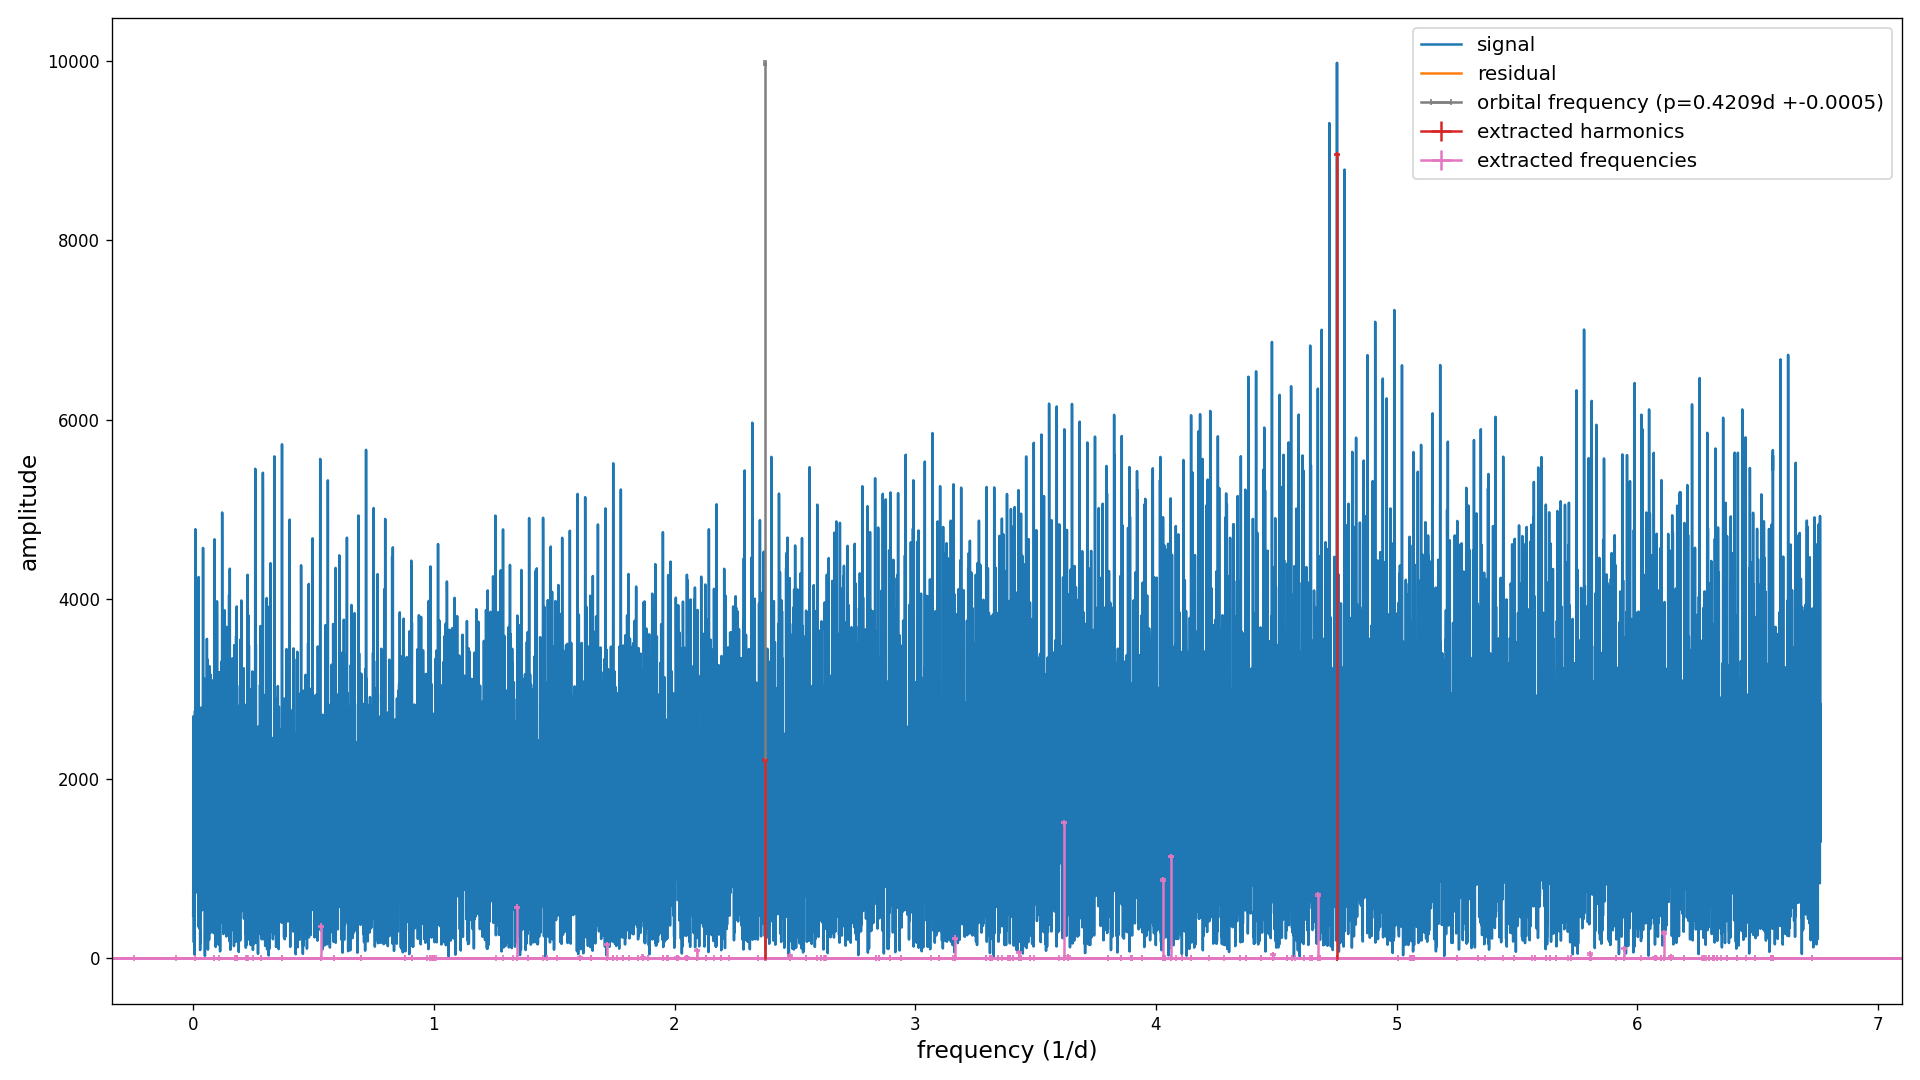 10000
8000
6000
4000
2000
0
amplitude
0 1 2 3 4 5 6 7
frequency (1/d)
signal
residual
orbital frequency (p=0.4209d +-0.0005)
extracted harmonics
extracted frequencies